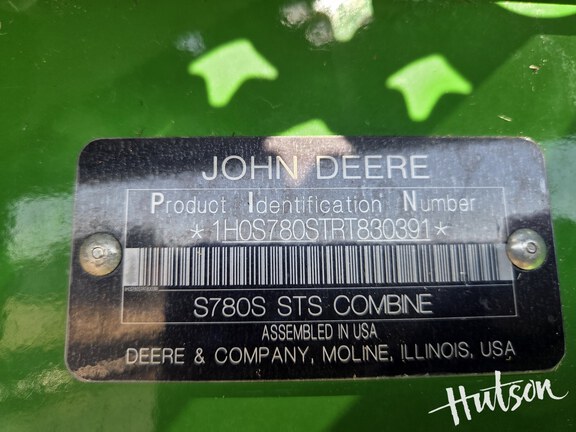 JOHN DEERE
Product Identification Number
*1H0S780STRT830391*
S780S STS COMBINE
ASSEMBLED IN USA
DEERE & COMPANY, MOLINE, ILLINOIS, USA
Hutson